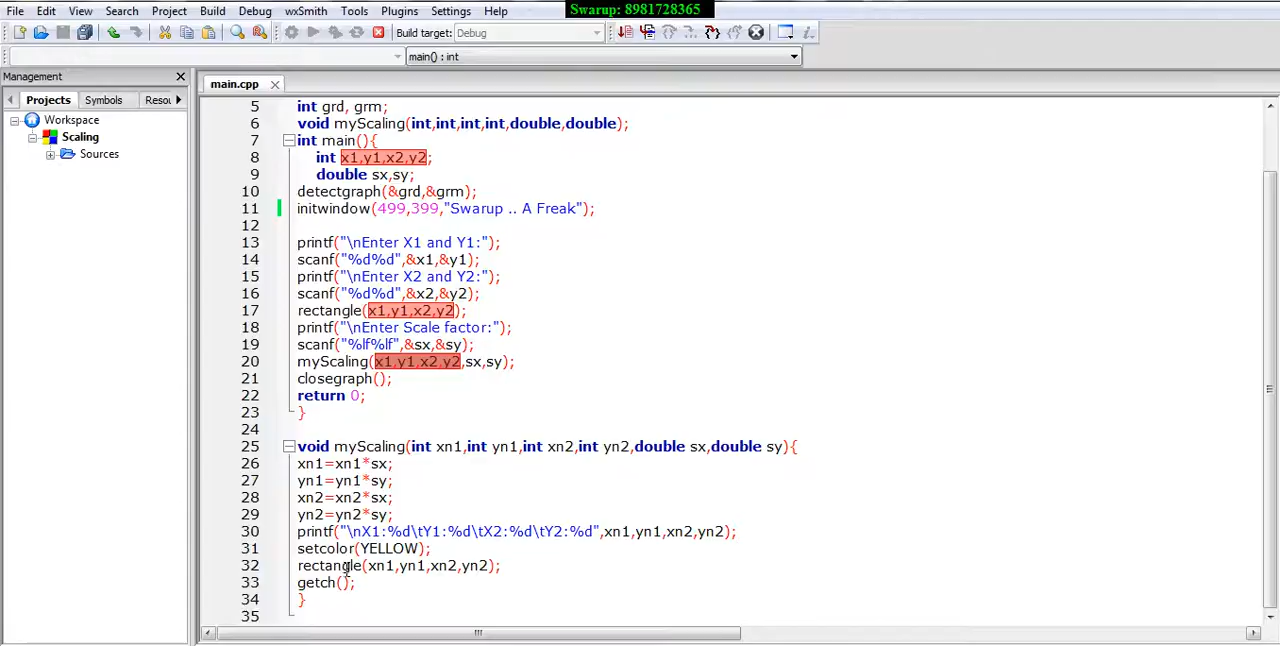 Swarup: 8981728365
File Edit View Search Project Build Debug wxSmith Tools Plugins Settings Help
Build target: Debug
main() : int
Management
main.cpp
Projects Symbols Resou
Workspace
Scaling
Sources
5 int grd, grm;
6 void myScaling(int,int,int,int,double,double);
7 int main(){
8 int x1,y1,x2,y2;
9 double sx,sy;
10 detectgraph(&grd,&grm);
11 initwindow(499,399,"Swarup .. A Freak");
12
13 printf("\nEnter X1 and Y1:");
14 scanf("%d%d",&x1,&y1);
15 printf("\nEnter X2 and Y2:");
16 scanf("%d%d",&x2,&y2);
17 rectangle(x1,y1,x2,y2);
18 printf("\nEnter Scale factor:");
19 scanf("%lf%lf",&sx,&sy);
20 myScaling(x1,y1,x2,y2,sx,sy);
21 closegraph();
22 return 0;
23 }
24
25 void myScaling(int xn1,int yn1,int xn2,int yn2,double sx,double sy){
26 xn1=xn1*sx;
27 yn1=yn1*sy;
28 xn2=xn2*sx;
29 yn2=yn2*sy;
30 printf("\nX1:%d\tY1:%d\tX2:%d\tY2:%d",xn1,yn1,xn2,yn2);
31 setcolor(YELLOW);
32 rectangle(xn1,yn1,xn2,yn2);
33 getch();
34 }
35